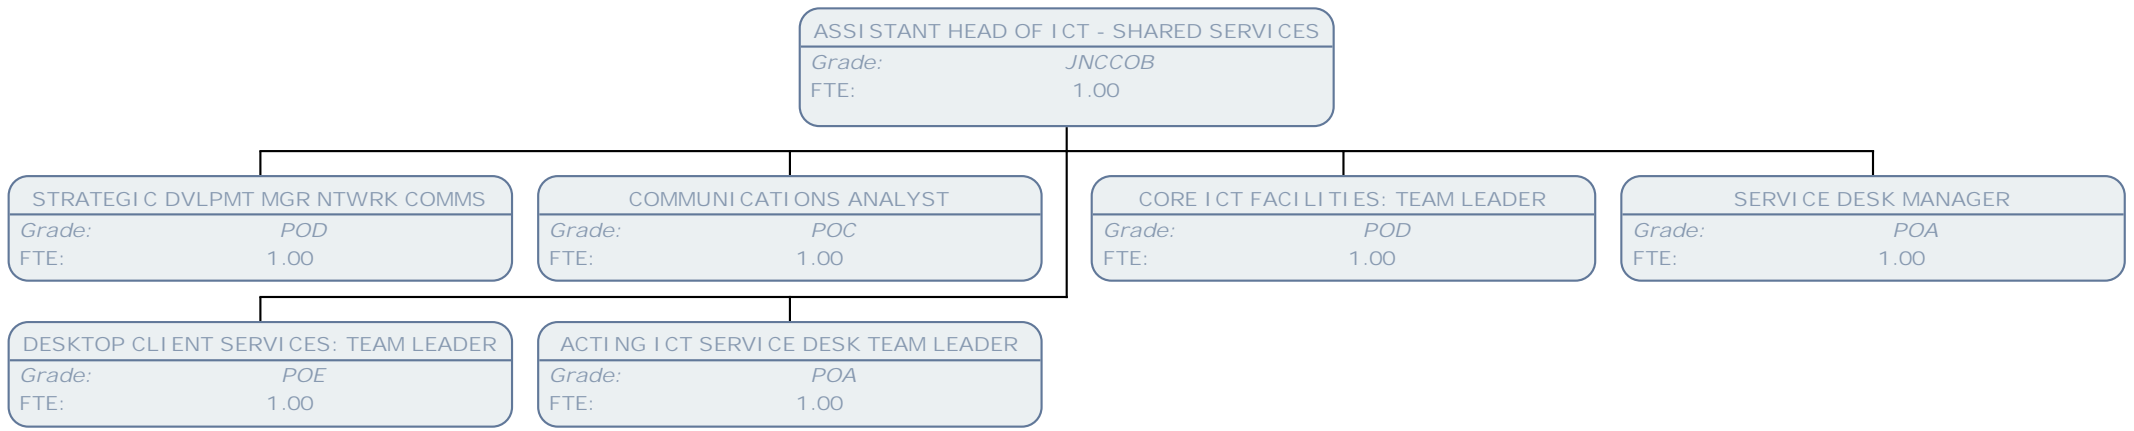 ASSISTANT HEAD OF ICT - SHARED SERVICES
Grade: JNCCOB
FTE: 1.00
STRATEGIC DVLPMT MGR NTWRK COMMS
Grade: POD
FTE: 1.00
COMMUNICATIONS ANALYST
Grade: POC
FTE: 1.00
CORE ICT FACILITIES: TEAM LEADER
Grade: POD
FTE: 1.00
SERVICE DESK MANAGER
Grade: POA
FTE: 1.00
DESKTOP CLIENT SERVICES: TEAM LEADER
Grade: POE
FTE: 1.00
ACTING ICT SERVICE DESK TEAM LEADER
Grade: POA
FTE: 1.00